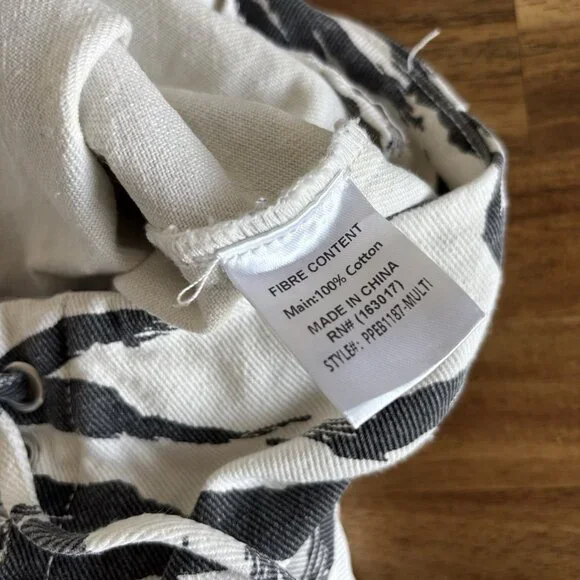 FIBRE CONTENT
Main:100% Cotton
MADE IN CHINA
RN# (163017)
STYLE#: PPEB1187-MULTI